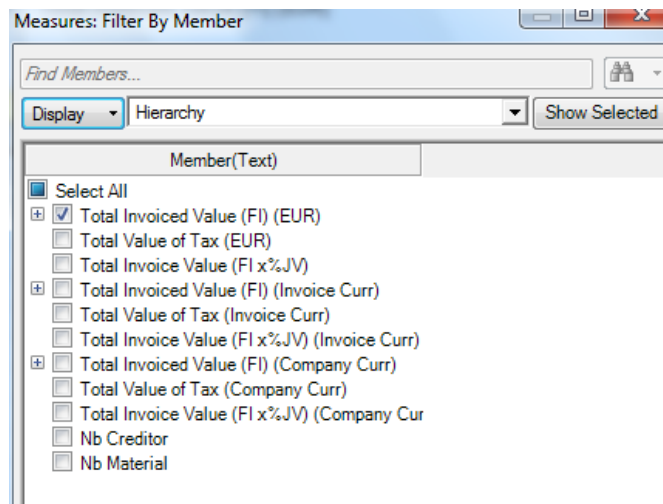 Measures: Filter By Member
Find Members...
Display Hierarchy Show Selected
Member(Text)
Select All
Total Invoiced Value (FI) (EUR)
Total Value of Tax (EUR)
Total Invoice Value (FI x%JV)
Total Invoiced Value (FI) (Invoice Curr)
Total Value of Tax (Invoice Curr)
Total Invoice Value (FI x%JV) (Invoice Curr)
Total Invoiced Value (FI) (Company Curr)
Total Value of Tax (Company Curr)
Total Invoice Value (FI x%JV) (Company Cur
Nb Creditor
Nb Material